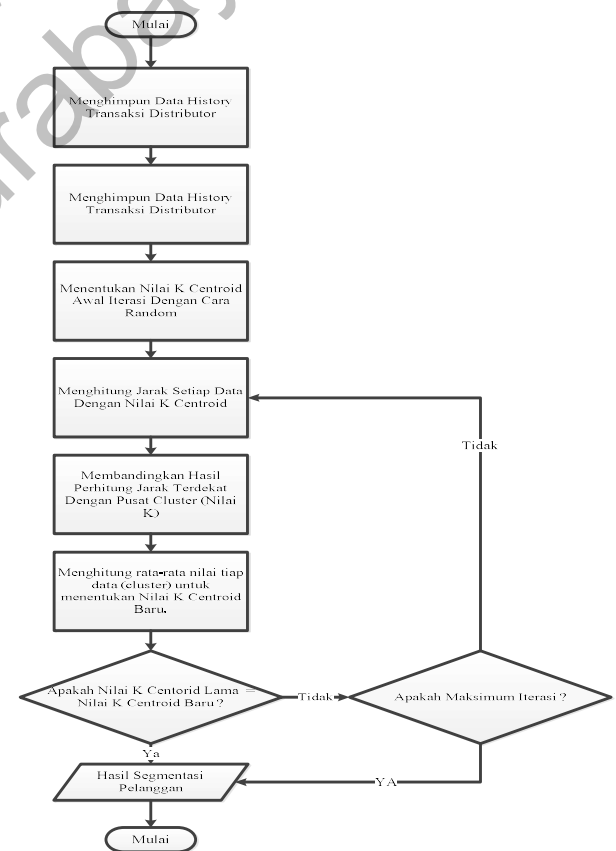 Mulai
Menghimpun Data History
Transaksi Distributor
Menghimpun Data History
Transaksi Distributor
Menentukan Nilai K Centroid
Awal Iterasi Dengan Cara
Random
Menghitung Jarak Setiap Data
Dengan Nilai K Centroid
Tidak
Membandingkan Hasil
Perhitung Jarak Terdekat
Dengan Pusat Cluster (Nilai
K)
Menghitung rata-rata nilai tiap
data (cluster) untuk
menentukan Nilai K Centroid
Baru.
Apakah Nilai K Centorid Lama =
Nilai K Centroid Baru ?
Tidak
Apakah Maksimum Iterasi ?
Ya
Hasil Segmentasi
Pelanggan
YA
Mulai